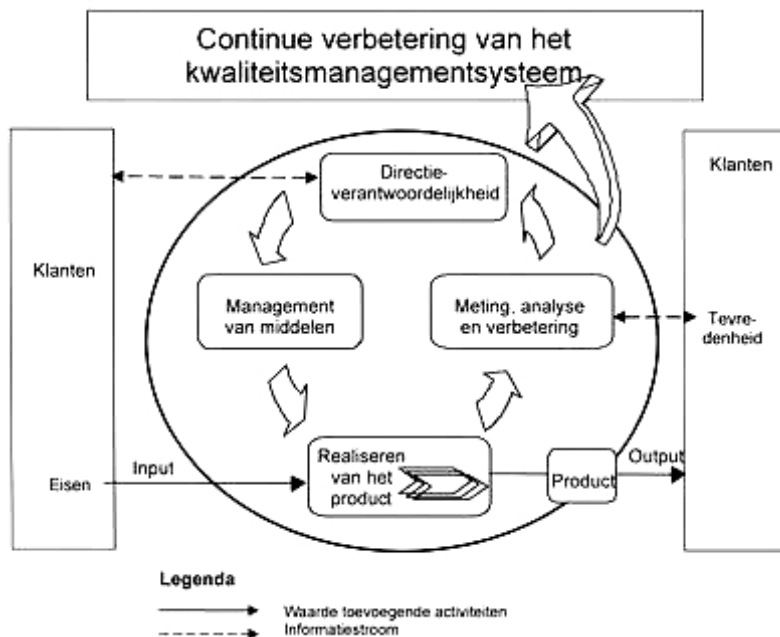 Continue verbetering van het
kwaliteitsmanagementsysteem
Klanten
Eisen
Directie-
verantwoordelijkheid
Management
van middelen
Meting, analyse
en verbetering
Realiseren
van het
product
Input
Product
Output
Klanten
Tevre-
denheid
Legenda
Waarde toevoegende activiteiten
Informatiestroom